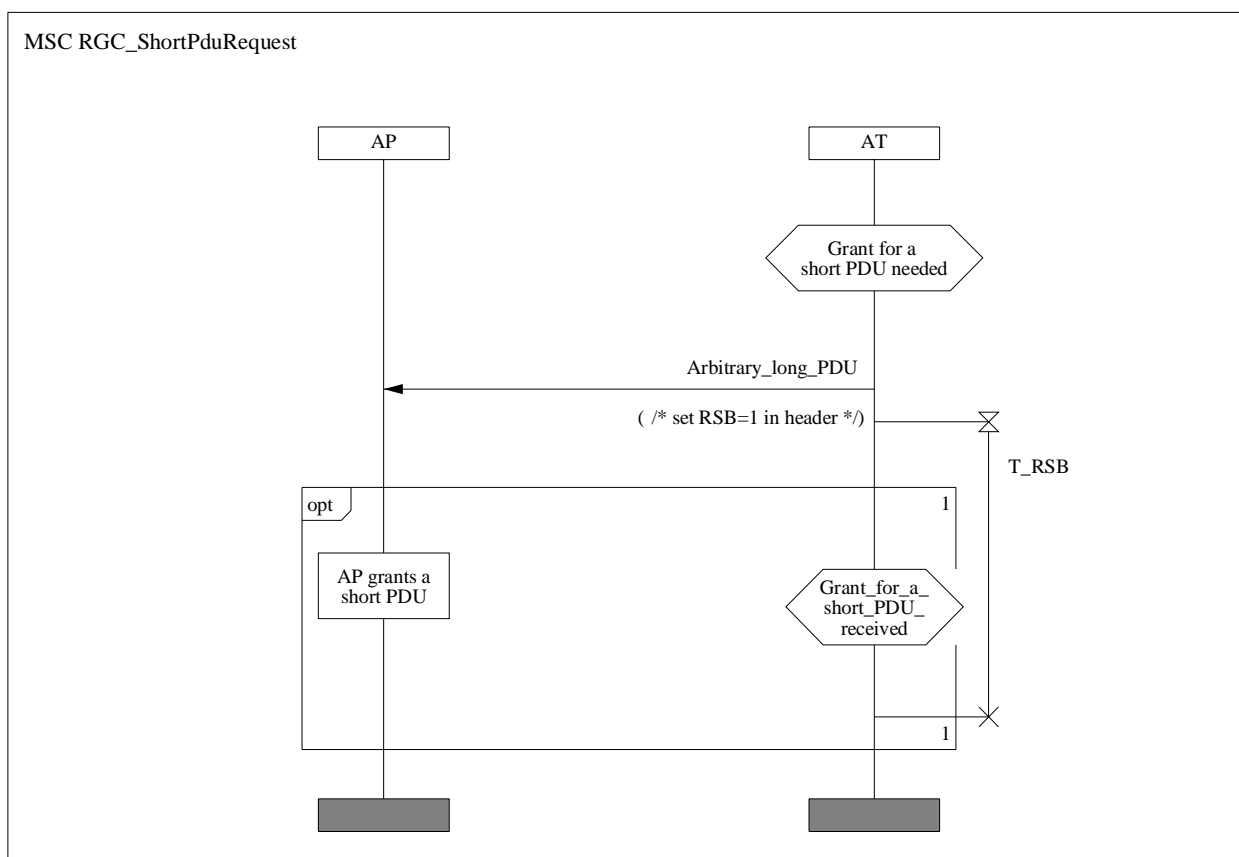 MSC RGC_ShortPduRequest
AP
AT
Grant for a
short PDU needed
Arbitrary_long_PDU
( /* set RSB=1 in header */)
T_RSB
opt
1
AP grants a
short PDU
Grant_for_a_
short_PDU_
received
1